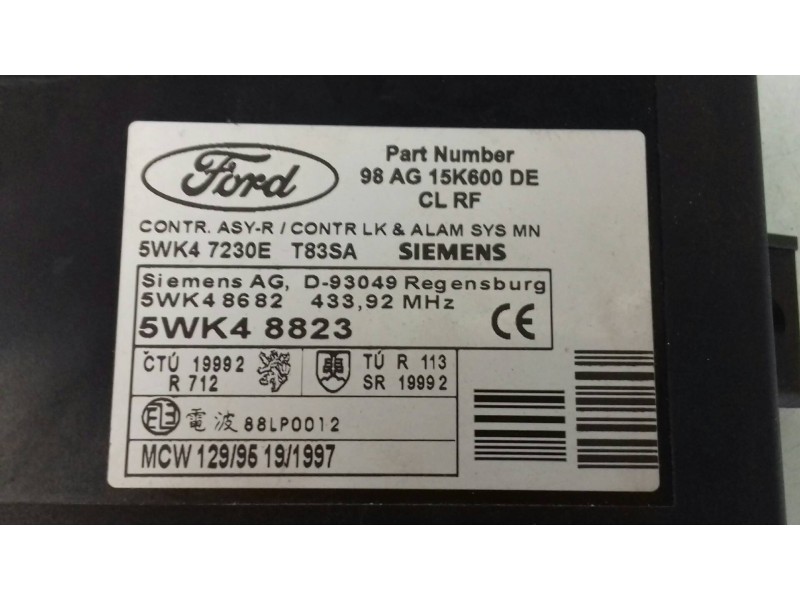 Ford
Part Number
98 AG 15K600 DE
CL RF
CONTR. ASY-R / CONTR LK & ALAM SYS MN
5WK4 7230E T83SA SIEMENS
Siemens AG, D-93049 Regensburg
5WK48682 433,92 MHz
5WK4 8823
CE
ČTÚ 19992
R 712
TÚ R 113
SR 19992
電波 88LP0012
MCW 129/95 19/1997